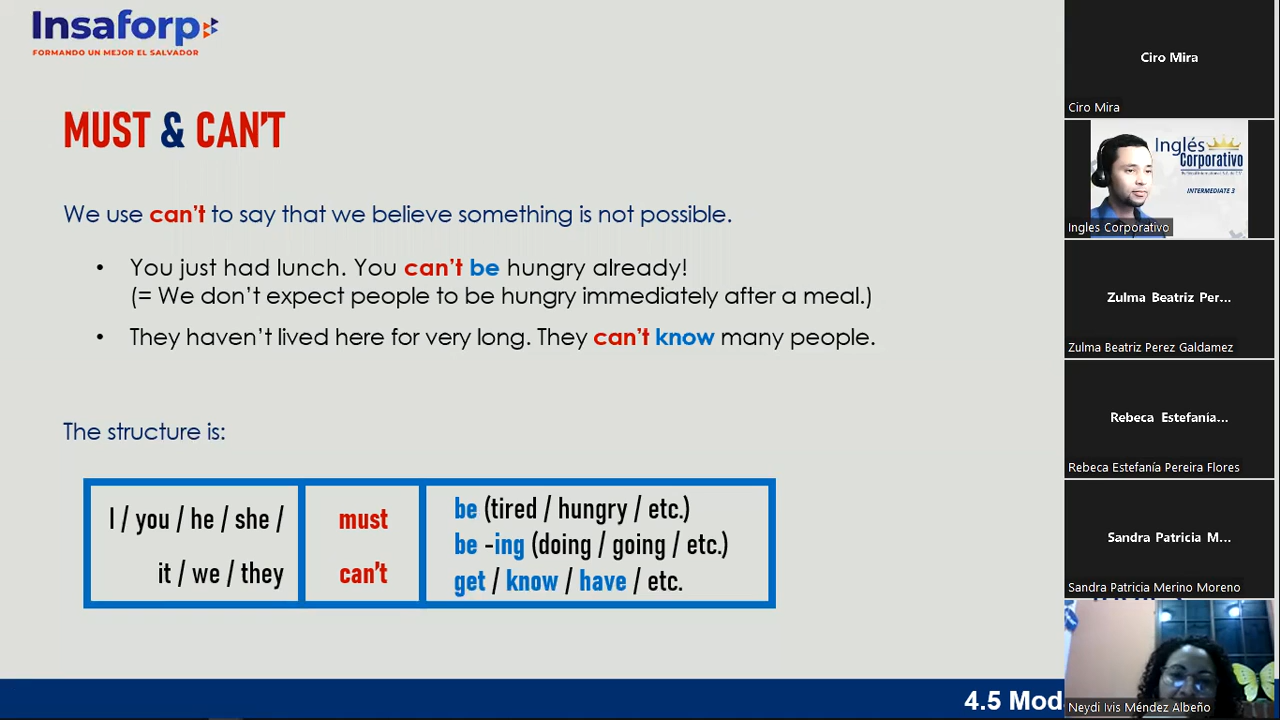 Insaforp
FORMANDO UN MEJOR EL SALVADOR
MUST & CAN'T
We use can't to say that we believe something is not possible.
• You just had lunch. You can't be hungry already!
(= We don't expect people to be hungry immediately after a meal.)
• They haven't lived here for very long. They can't know many people.
The structure is:
I / you / he / she /
it / we / they
must
can't
be (tired / hungry / etc.)
be -ing (doing / going / etc.)
get / know / have / etc.
4.5 Mod
Ciro Mira
Ciro Mira
Inglés
Corporativo
INTERMEDIATE 3
Ingles Corporativo
Zulma Beatriz Per...
Zulma Beatriz Perez Galdamez
Rebeca Estefanía...
Rebeca Estefanía Pereira Flores
Sandra Patricia M...
Sandra Patricia Merino Moreno
Neydi Ivis Méndez Albeño